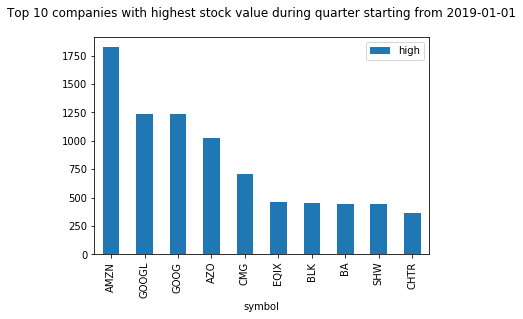 Top 10 companies with highest stock value during quarter starting from 2019-01-01
high
1750
1500
1250
1000
750
500
250
0
AMZN
GOOGL
GOOG
AZO
CMG
EQIX
BLK
BA
SHW
CHTR
symbol